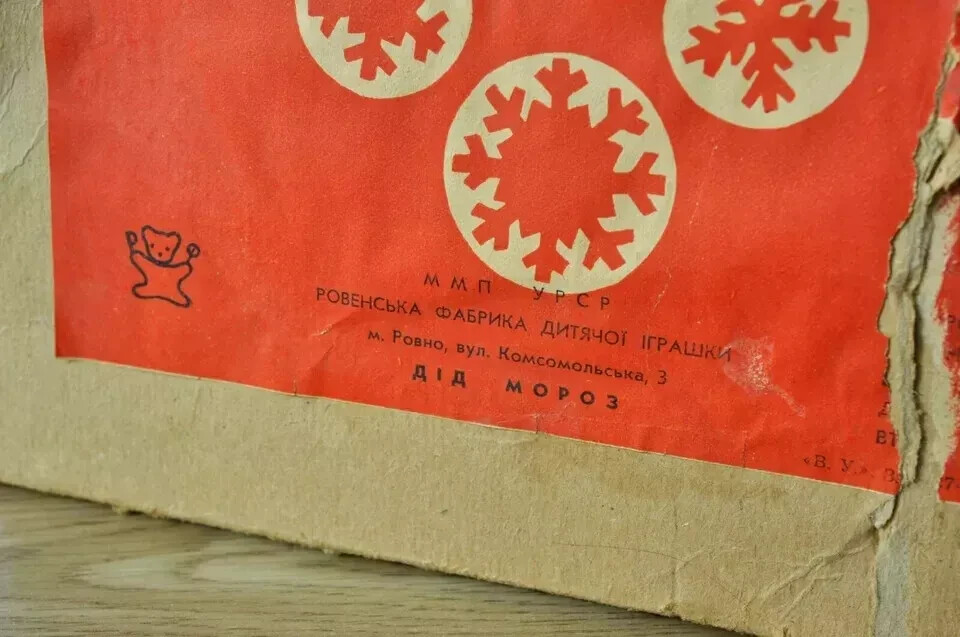 ММП УРСР
РОВЕНСЬКА ФАБРИКА ДИТЯЧОЇ ІГРАШКИ
м. Ровно, вул. Комсомольська, 3
ДІД МОРОЗ
«В. У.»